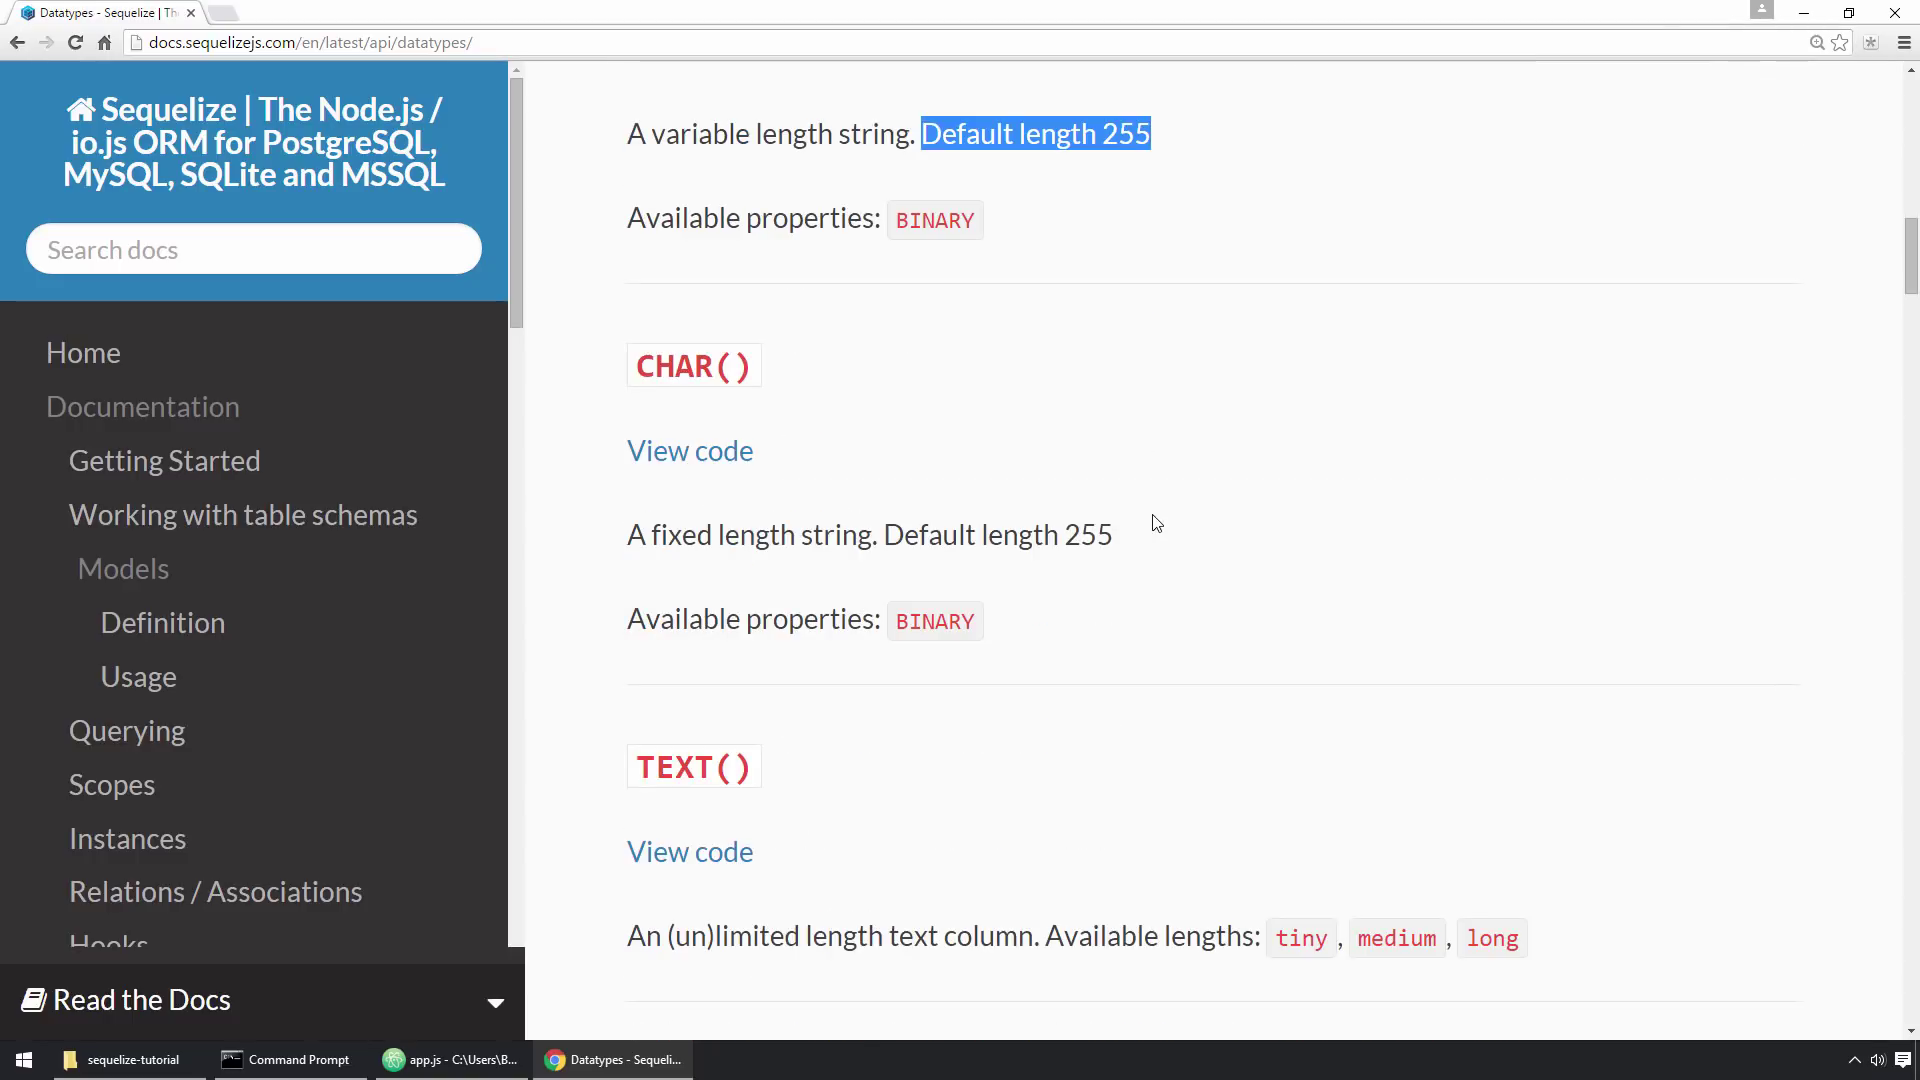 Datatypes - Sequelize | Th
docs.sequelizejs.com/en/latest/api/datatypes/
Sequelize | The Node.js /
io.js ORM for PostgreSQL,
MySQL, SQLite and MSSQL
Search docs
Home
Documentation
Getting Started
Working with table schemas
Models
Definition
Usage
Querying
Scopes
Instances
Relations / Associations
Hooks
Read the Docs
A variable length string. Default length 255
Available properties: BINARY
CHAR()
View code
A fixed length string. Default length 255
Available properties: BINARY
TEXT()
View code
An (un)limited length text column. Available lengths: tiny, medium, long
sequelize-tutorial
Command Prompt
app.js - C:\Users\B...
Datatypes - Sequeli...